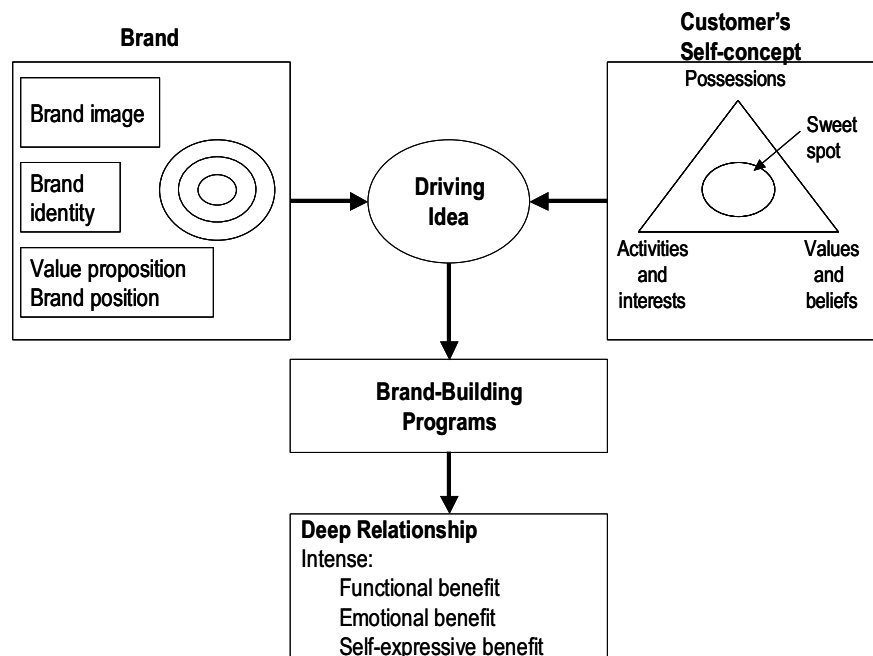 Brand
Brand image
Brand
identity
Value proposition
Brand position
Driving
Idea
Customer's
Self-concept
Possessions
Sweet
spot
Activities
and
interests
Values
and
beliefs
Brand-Building
Programs
Deep Relationship
Intense:
Functional benefit
Emotional benefit
Self-expressive benefit